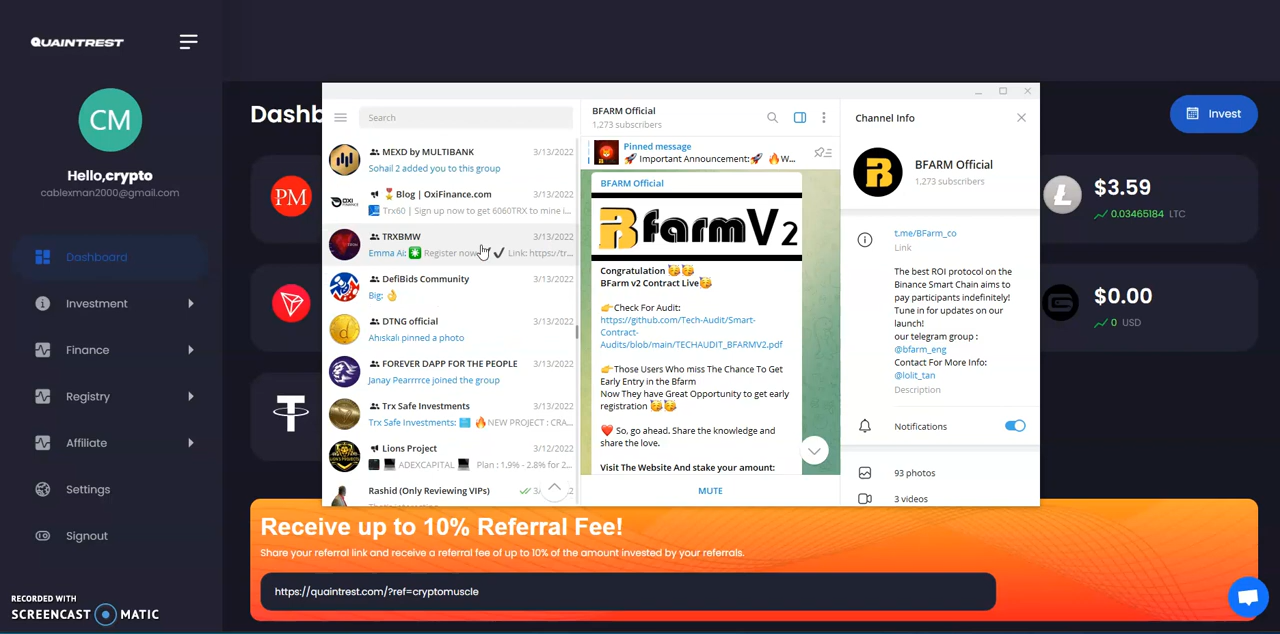 QUAINTREST
CM
Hello,crypto
cablexman2000@gmail.com
Dashboard
Investment
Finance
Registry
Affiliate
Settings
Signout
RECORDED WITH
SCREENCAST MATIC
Dashb
PM
Invest
$3.59
0.03465184 LTC
$0.00
0 USD
Search
MEXD by MULTIBANK 3/13/2022
Sohail 2 added you to this group
Blog | OxiFinance.com 3/13/2022
Trx60 | Sign up now to get 6060TRX to mine i...
TRXBMW 3/13/2022
Emma Ai: ✳️ Register now ✔️ Link: https://tr...
DefiBids Community 3/13/2022
Big: 👌
DTNG official 3/13/2022
Ahiskali pinned a photo
FOREVER DAPP FOR THE PEOPLE 3/13/2022
Janay Pearrrrce joined the group
Trx Safe Investments 3/13/2022
Trx Safe Investments: 🔥NEW PROJECT : CRA...
Lions Project 3/12/2022
ADEXCAPITAL Plan : 1.9% - 2.8% for 2...
Rashid (Only Reviewing VIPs)
BFARM Official
1,273 subscribers
Pinned message
🚀 Important Announcement:🚀 🔥W...
BFARM Official
BfarmV2
Congratulation 🥳🥳
BFarm v2 Contract Live🥳
👉Check For Audit:
https://github.com/Tech-Audit/Smart-
Contract-
Audits/blob/main/TECHAUDIT_BFARMV2.pdf
👉Those Users Who miss The Chance To Get
Early Entry in the Bfarm
Now They have Great Opportunity to get early
registration 🥳🥳
❤️ So, go ahead. Share the knowledge and
share the love.
Visit The Website And stake your amount:
MUTE
Channel Info
BFARM Official
1,273 subscribers
t.me/BFarm_co
Link
The best ROI protocol on the
Binance Smart Chain aims to
pay participants indefinitely!
Tune in for updates on our
launch!
our telegram group :
@bfarm_eng
Contact For More Info:
@lolit_tan
Description
Notifications
93 photos
3 videos
Receive up to 10% Referral Fee!
Share your referral link and receive a referral fee of up to 10% of the amount invested by your referrals.
https://quaintrest.com/?ref=cryptomuscle